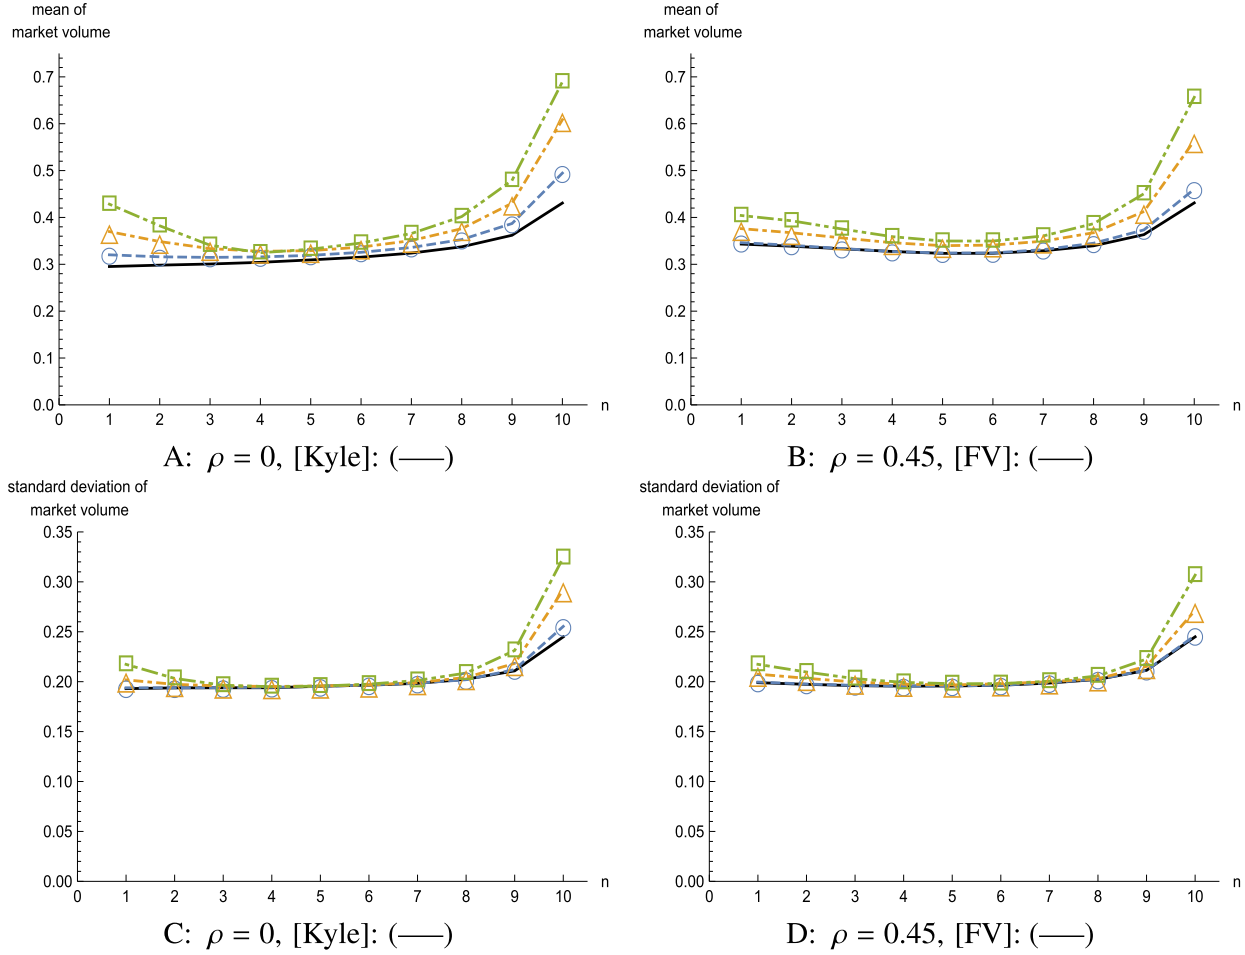 mean of
market volume
0.7
0.6
0.5
0.4
0.3
0.2
0.1
0.0
0 1 2 3 4 5 6 7 8 9 10 n
A: ρ = 0, [Kyle]: (——)
mean of
market volume
0.7
0.6
0.5
0.4
0.3
0.2
0.1
0.0
0 1 2 3 4 5 6 7 8 9 10 n
B: ρ = 0.45, [FV]: (——)
standard deviation of
market volume
0.35
0.30
0.25
0.20
0.15
0.10
0.05
0.00
0 1 2 3 4 5 6 7 8 9 10 n
C: ρ = 0, [Kyle]: (——)
standard deviation of
market volume
0.35
0.30
0.25
0.20
0.15
0.10
0.05
0.00
0 1 2 3 4 5 6 7 8 9 10 n
D: ρ = 0.45, [FV]: (——)